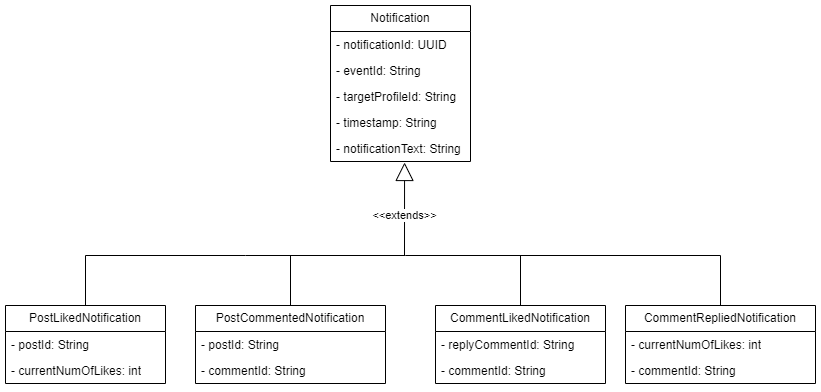 Notification
- notificationId: UUID
- eventId: String
- targetProfileId: String
- timestamp: String
- notificationText: String
<<extends>>
PostLikedNotification
- postId: String
- currentNumOfLikes: int
PostCommentedNotification
- postId: String
- commentId: String
CommentLikedNotification
- replyCommentId: String
- commentId: String
CommentRepliedNotification
- currentNumOfLikes: int
- commentId: String